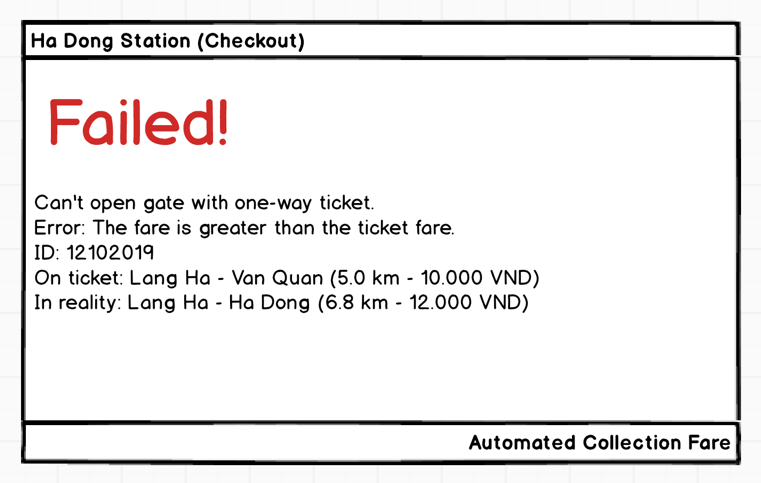 Ha Dong Station (Checkout)
Failed!
Can't open gate with one-way ticket.
Error: The fare is greater than the ticket fare.
ID: 12102019
On ticket: Lang Ha - Van Quan (5.0 km - 10.000 VND)
In reality: Lang Ha - Ha Dong (6.8 km - 12.000 VND)
Automated Collection Fare